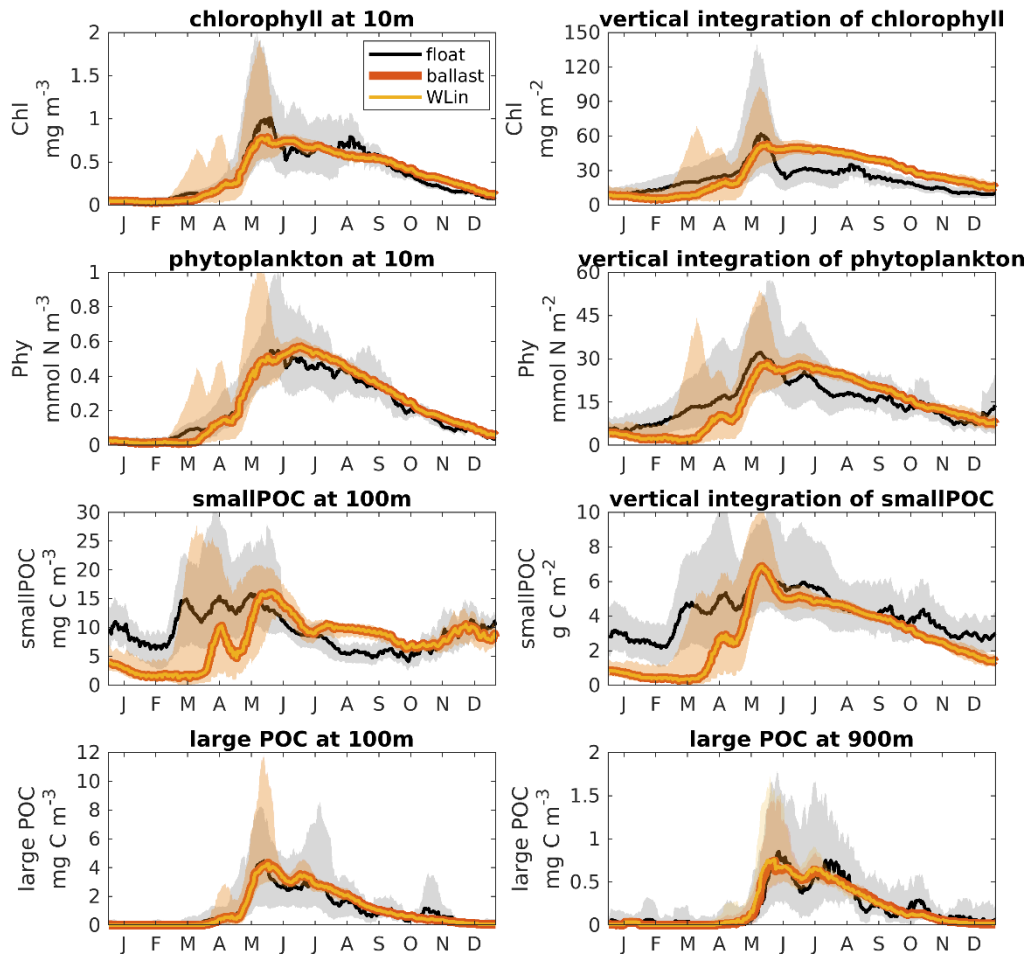 chlorophyll at 10m
Chl
mg m-3
2
1.5
1
0.5
0
float
ballast
WLin
J F M A M J J A S O N D
vertical integration of chlorophyll
Chl
mg m-2
150
120
90
60
30
0
J F M A M J J A S O N D
phytoplankton at 10m
Phy
mmol N m-3
1
0.8
0.6
0.4
0.2
0
J F M A M J J A S O N D
vertical integration of phytoplankton
Phy
mmol N m-2
60
45
30
15
0
J F M A M J J A S O N D
smallPOC at 100m
smallPOC
mg C m-3
30
25
20
15
10
5
0
J F M A M J J A S O N D
vertical integration of smallPOC
smallPOC
g C m-2
10
8
6
4
2
0
J F M A M J J A S O N D
large POC at 100m
large POC
mg C m-3
12
10
8
6
4
2
0
J F M A M J J A S O N D
large POC at 900m
large POC
mg C m-3
2
1.5
1
0.5
0
J F M A M J J A S O N D